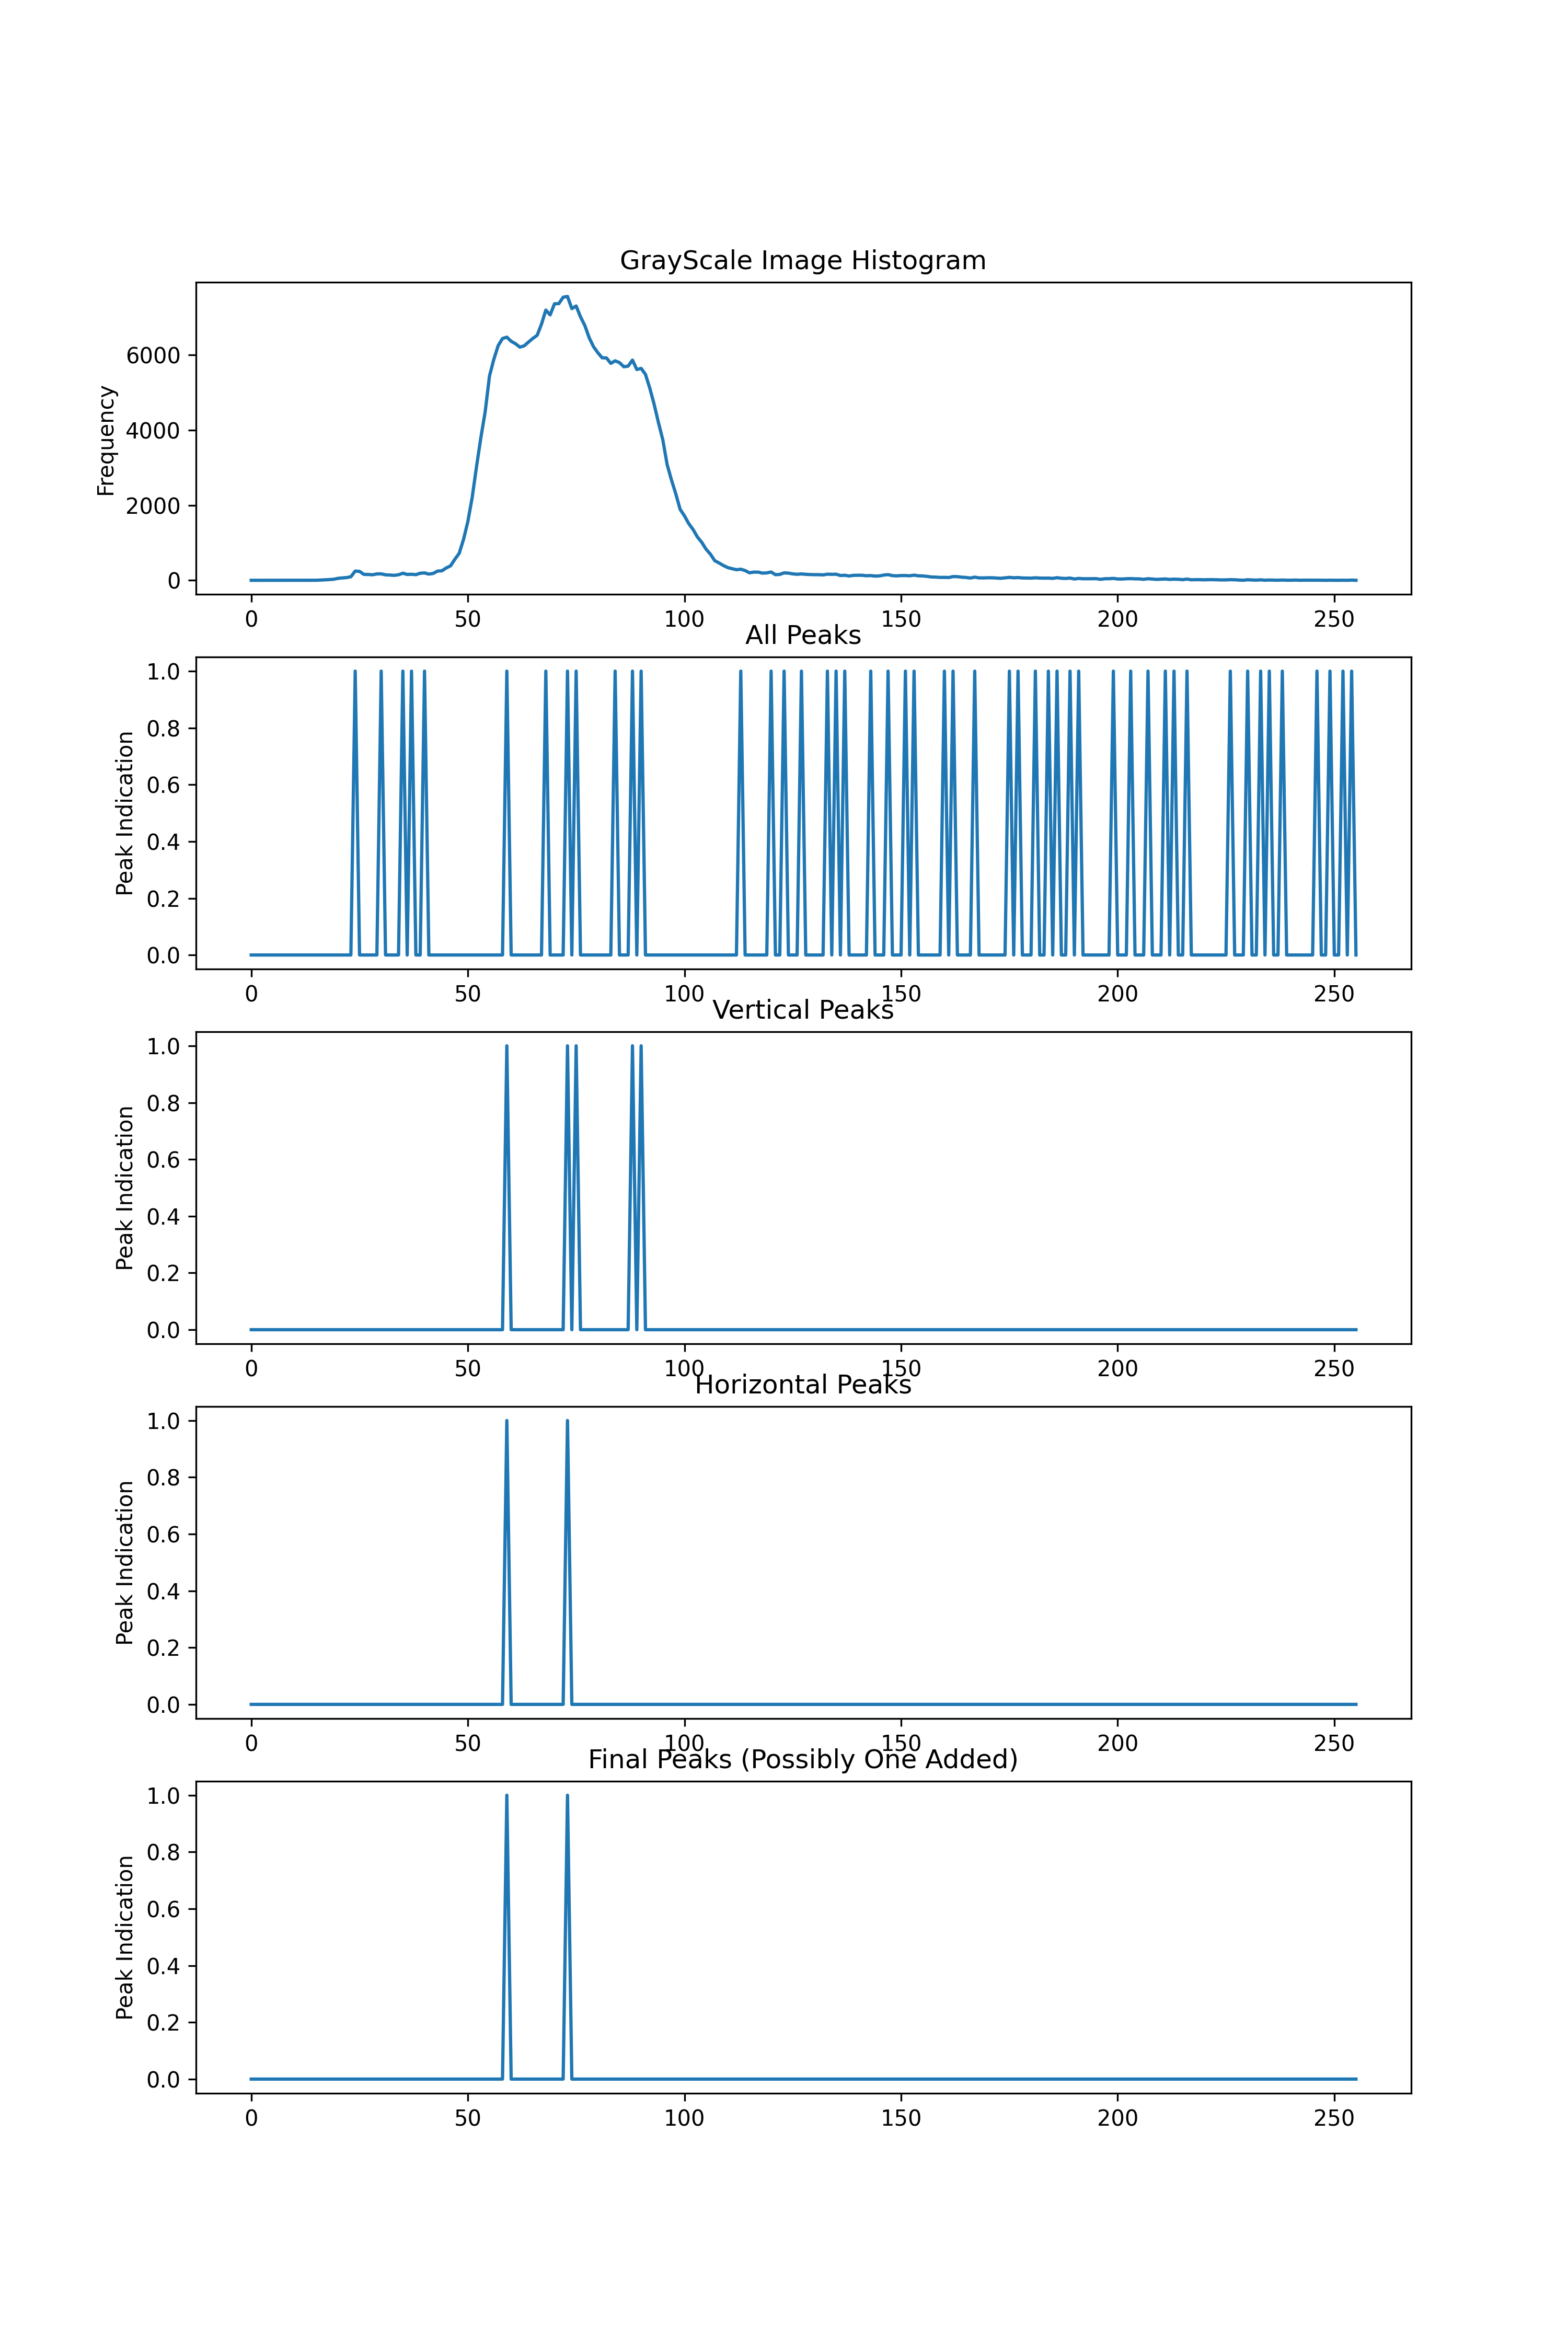 GrayScale Image Histogram
Frequency
6000
4000
2000
0
0 50 100 150 200 250
All Peaks
Peak Indication
1.0
0.8
0.6
0.4
0.2
0.0
0 50 100 150 200 250
Vertical Peaks
Peak Indication
1.0
0.8
0.6
0.4
0.2
0.0
0 50 100 150 200 250
Horizontal Peaks
Peak Indication
1.0
0.8
0.6
0.4
0.2
0.0
0 50 100 150 200 250
Final Peaks (Possibly One Added)
Peak Indication
1.0
0.8
0.6
0.4
0.2
0.0
0 50 100 150 200 250